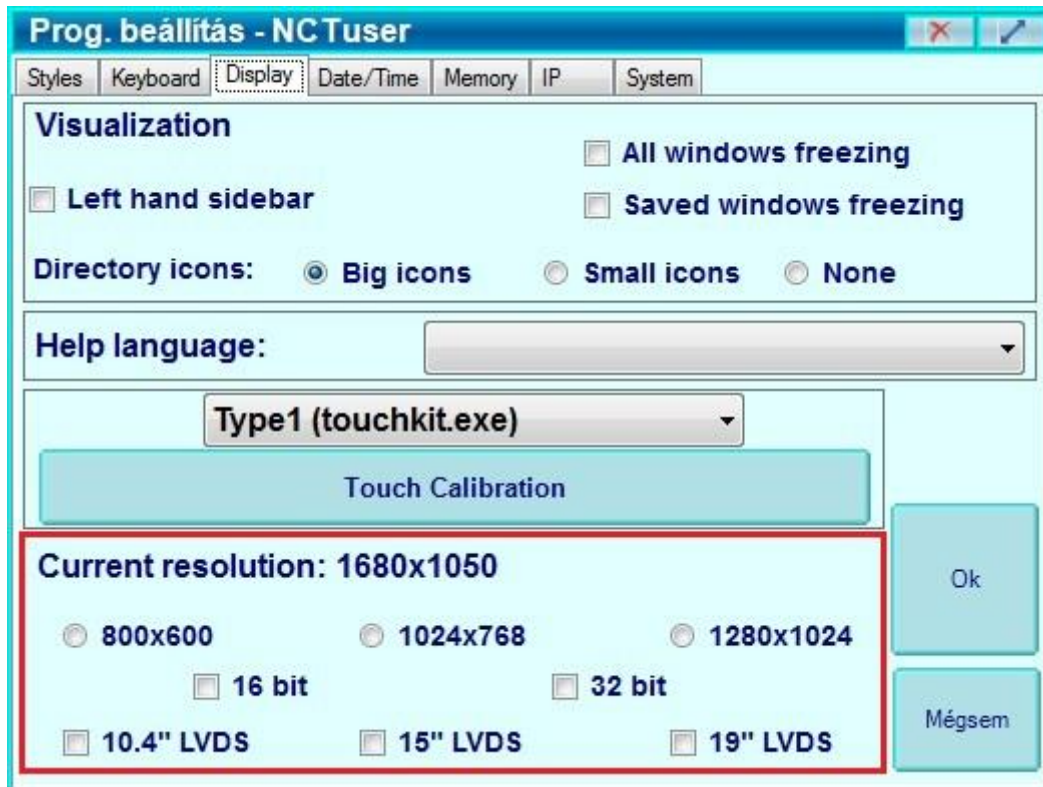 Prog. beállítás - NCTuser
Styles Keyboard Display Date/Time Memory IP System
Visualization
All windows freezing
Left hand sidebar
Saved windows freezing
Directory icons: Big icons Small icons None
Help language:
Type1 (touchkit.exe)
Touch Calibration
Current resolution: 1680x1050
Ok
800x600 1024x768 1280x1024
16 bit 32 bit
Mégsem
10.4" LVDS 15" LVDS 19" LVDS